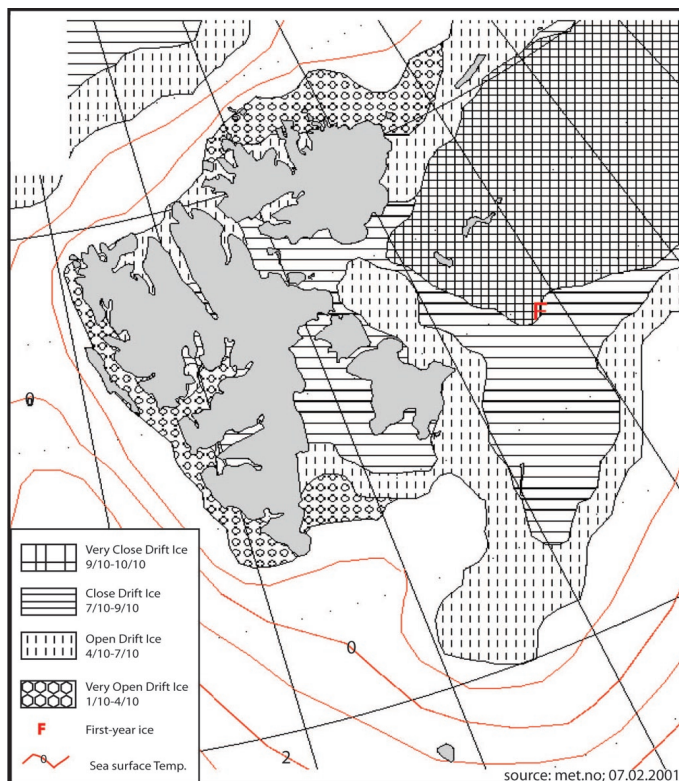 F
0
0
2
Very Close Drift Ice
9/10-10/10
Close Drift Ice
7/10-9/10
Open Drift Ice
4/10-7/10
Very Open Drift Ice
1/10-4/10
F First-year ice
0 Sea surface Temp.
source: met.no; 07.02.2001